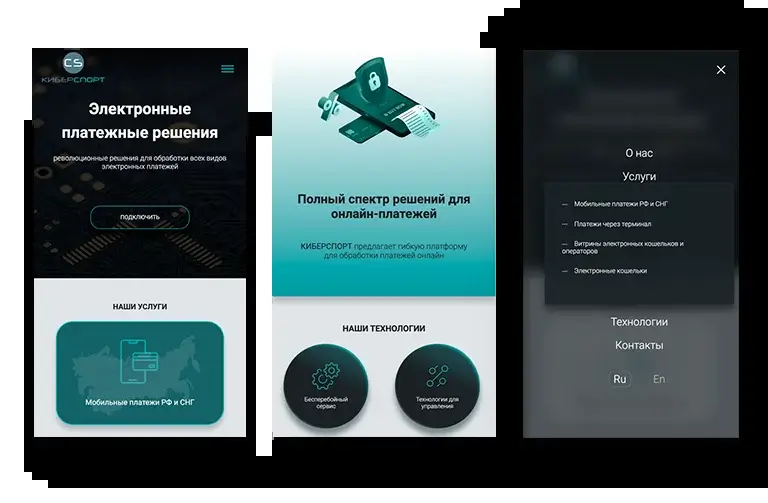 CS
КИБЕРСПОРТ
Электронные
платежные решения
революционные решения для обработки всех видов
электронных платежей
ПОДКЛЮЧИТЬ
НАШИ УСЛУГИ
Мобильные платежи РФ и СНГ
Полный спектр решений для
онлайн-платежей
КИБЕРСПОРТ предлагает гибкую платформу
для обработки платежей онлайн
НАШИ ТЕХНОЛОГИИ
Бесперебойный
сервис
Технологии для
управления
О нас
Услуги
— Мобильные платежи РФ и СНГ
— Платежи через терминал
— Витрины электронных кошельков и
операторов
— Электронные кошельки
Технологии
Контакты
Ru En